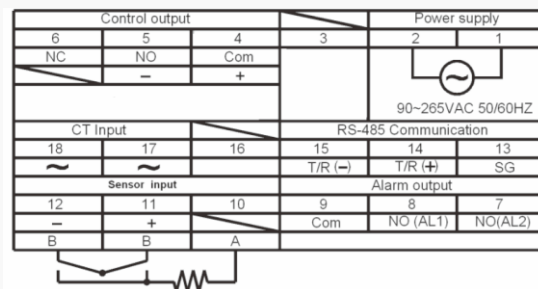 Control output Power supply
6 5 4 3 2 1
NC NO Com
− +
~
90~265VAC 50/60HZ
CT Input RS-485 Communication
18 17 16 15 14 13
~ ~ T/R (−) T/R (+) SG
Sensor input Alarm output
12 11 10 9 8 7
− + Com NO (AL1) NO(AL2)
B B A